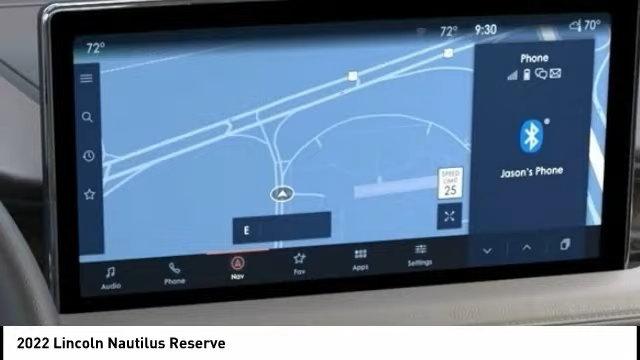 72°
72°
9:30
70°
Phone
Jason's Phone
SPEED
LIMIT
25
E
Audio
Phone
Nav
Fav
Apps
Settings
2022 Lincoln Nautilus Reserve